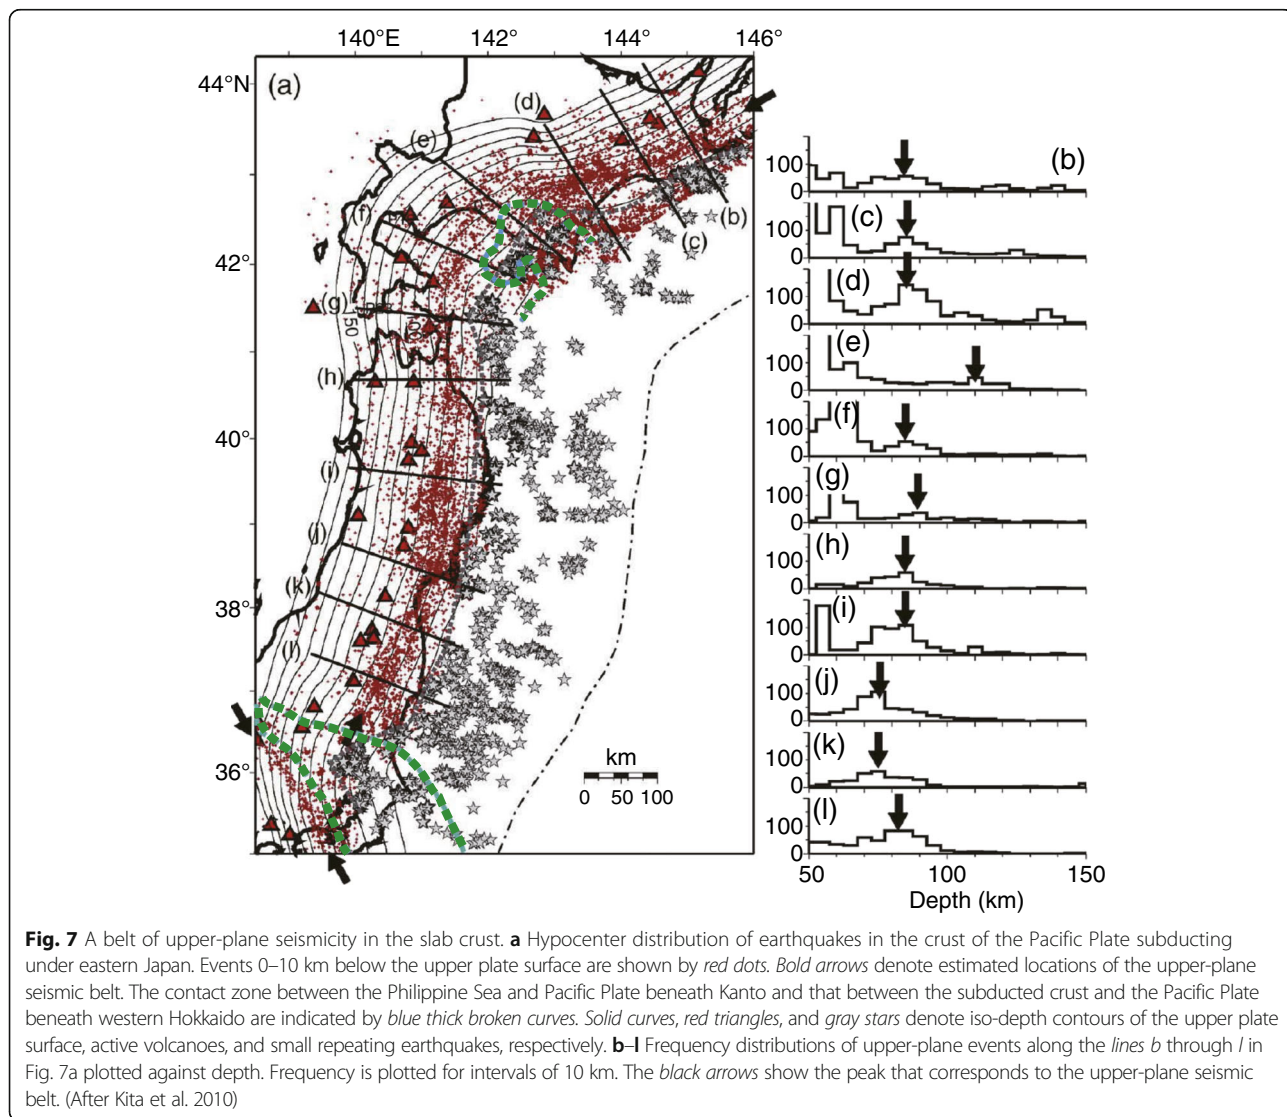 140°E 142° 144° 146°
44°N
42°
40°
38°
36°
(a)
(d)
(e)
(b)
(f)
(c)
(g)
150
(h)
(i)
(j)
(k)
(l)
km
0 50 100
100
0
(b)
100
0
(c)
100
0
(d)
100
0
(e)
100
0
(f)
100
0
(g)
100
0
(h)
100
0
(i)
100
0
(j)
100
0
(k)
100
0
(l)
50 100 150
Depth (km)
Fig. 7 A belt of upper-plane seismicity in the slab crust. a Hypocenter distribution of earthquakes in the crust of the Pacific Plate subducting
under eastern Japan. Events 0–10 km below the upper plate surface are shown by red dots. Bold arrows denote estimated locations of the upper-plane
seismic belt. The contact zone between the Philippine Sea and Pacific Plate beneath Kanto and that between the subducted crust and the Pacific Plate
beneath western Hokkaido are indicated by blue thick broken curves. Solid curves, red triangles, and gray stars denote iso-depth contours of the upper plate
surface, active volcanoes, and small repeating earthquakes, respectively. b–l Frequency distributions of upper-plane events along the lines b through l in
Fig. 7a plotted against depth. Frequency is plotted for intervals of 10 km. The black arrows show the peak that corresponds to the upper-plane seismic
belt. (After Kita et al. 2010)